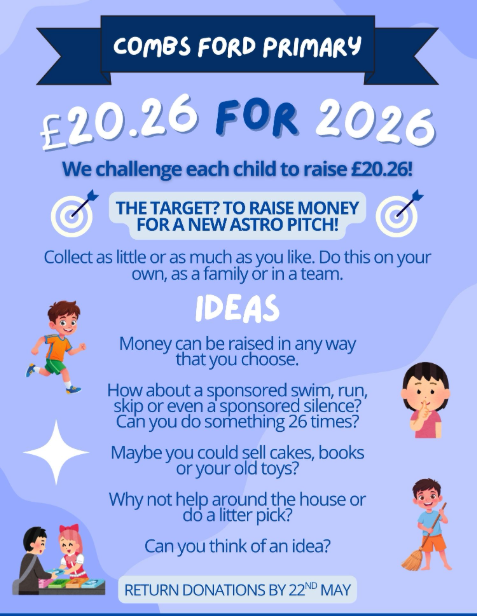 COMBS FORD PRIMARY
£20.26 FOR 2026
We challenge each child to raise £20.26!
THE TARGET? TO RAISE MONEY
FOR A NEW ASTRO PITCH!
Collect as little or as much as you like. Do this on your
own, as a family or in a team.
IDEAS
Money can be raised in any way
that you choose.
How about a sponsored swim, run,
skip or even a sponsored silence?
Can you do something 26 times?
Maybe you could sell cakes, books
or your old toys?
Why not help around the house or
do a litter pick?
Can you think of an idea?
RETURN DONATIONS BY 22ND MAY